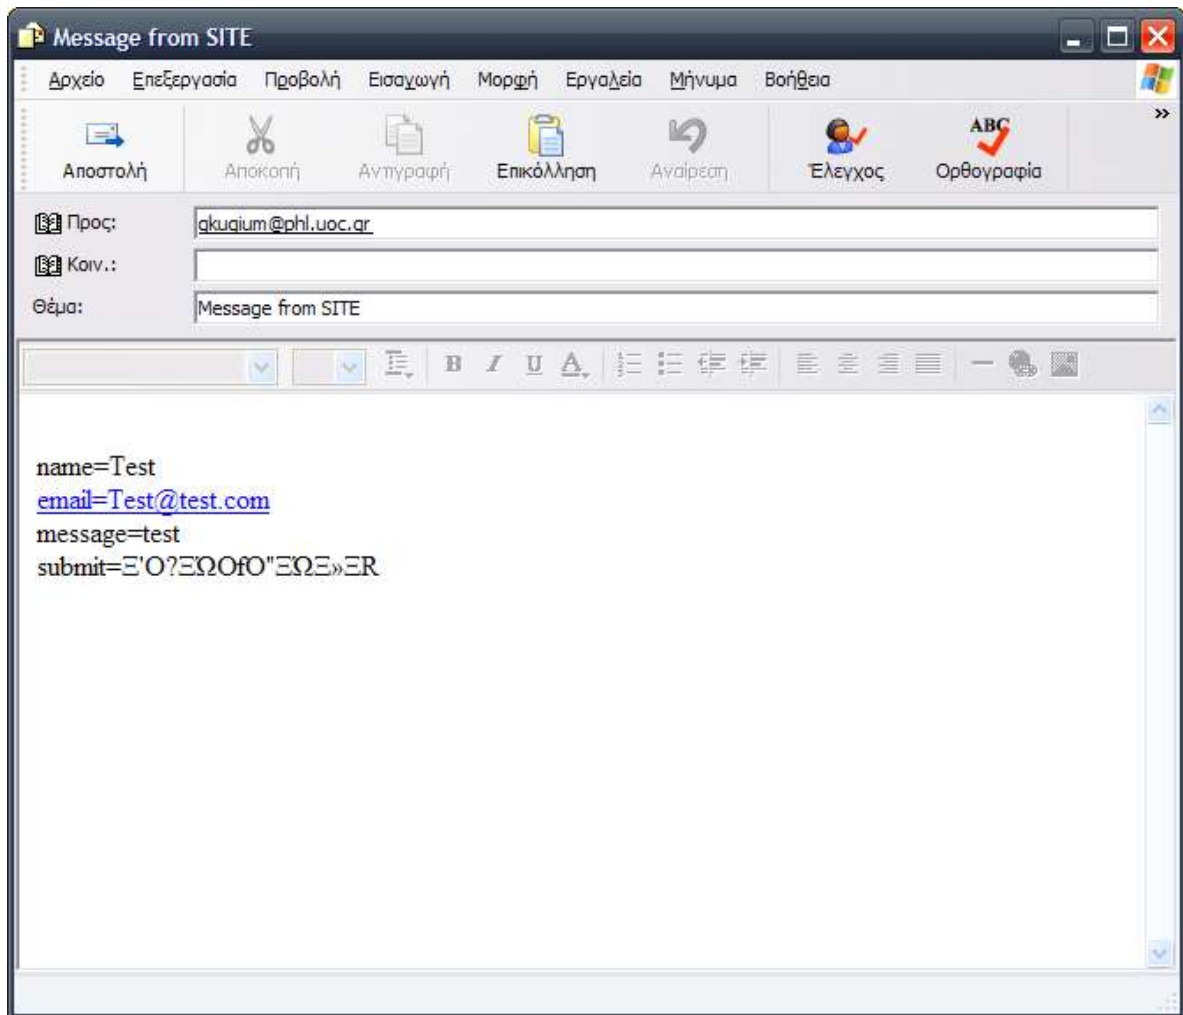 Message from SITE
Αρχείο Επεξεργασία Προβολή Εισαγωγή Μορφή Εργαλεία Μήνυμα Βοήθεια
Αποστολή Αποκοπή Αντιγραφή Επικόλληση Αναίρεση Έλεγχος ABC Ορθογραφία »
Προς: gkugium@phl.uoc.gr
Κοιν.:
Θέμα: Message from SITE
B I U A
name=Test
email=Test@test.com
message=test
submit=Ξ'Ο?ΞΏΟfΌ"ΞΏΞ»ΞR